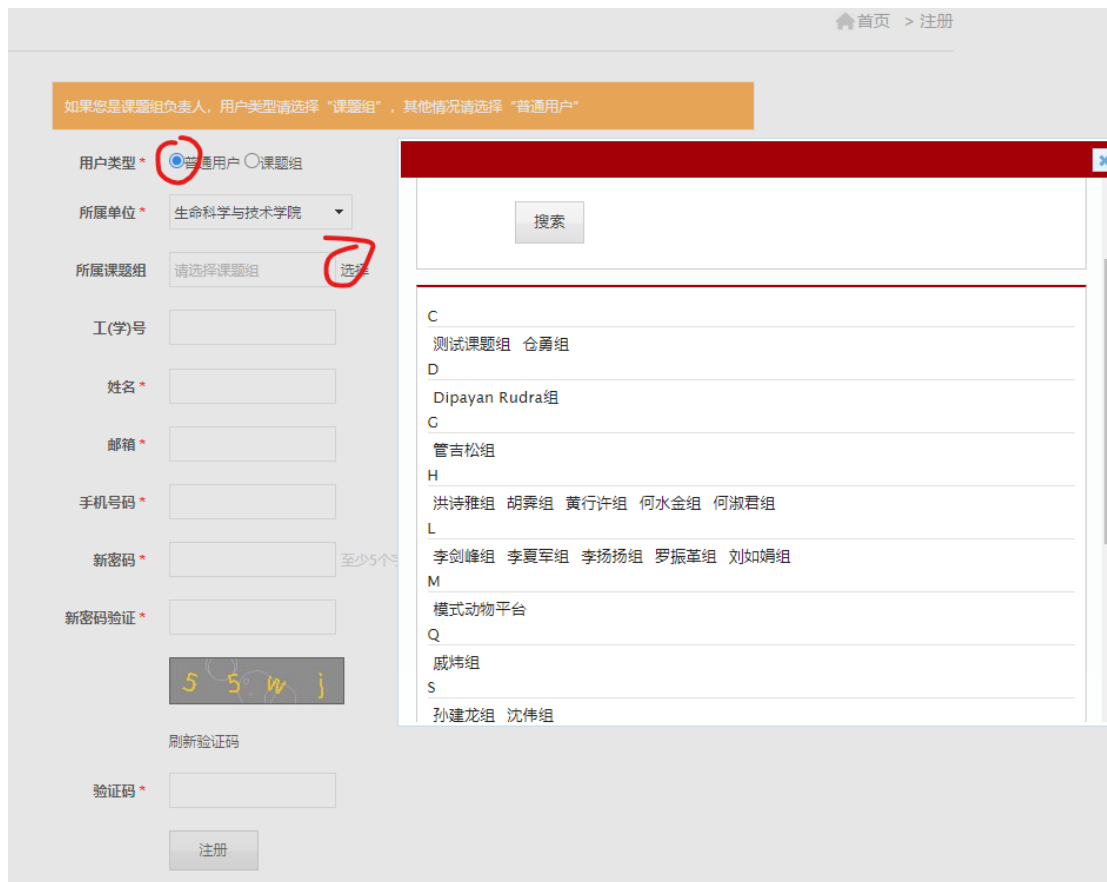 首页 > 注册
如果您是课题组负责人，用户类型请选择“课题组”，其他情况请选择“普通用户”
用户类型 * 普通用户 课题组
所属单位 * 生命科学与技术学院
所属课题组 请选择课题组 选择
工(学)号
姓名 *
邮箱 *
手机号码 *
新密码 * 至少5个字
新密码验证 *
5 5 w j
刷新验证码
验证码 *
注册
搜索
C
测试课题组 仓勇组
D
Dipayan Rudra组
G
管吉松组
H
洪诗雅组 胡霁组 黄行许组 何水金组 何淑君组
L
李剑峰组 李夏军组 李扬扬组 罗振革组 刘如娟组
M
模式动物平台
Q
戚炜组
S
孙建龙组 沈伟组